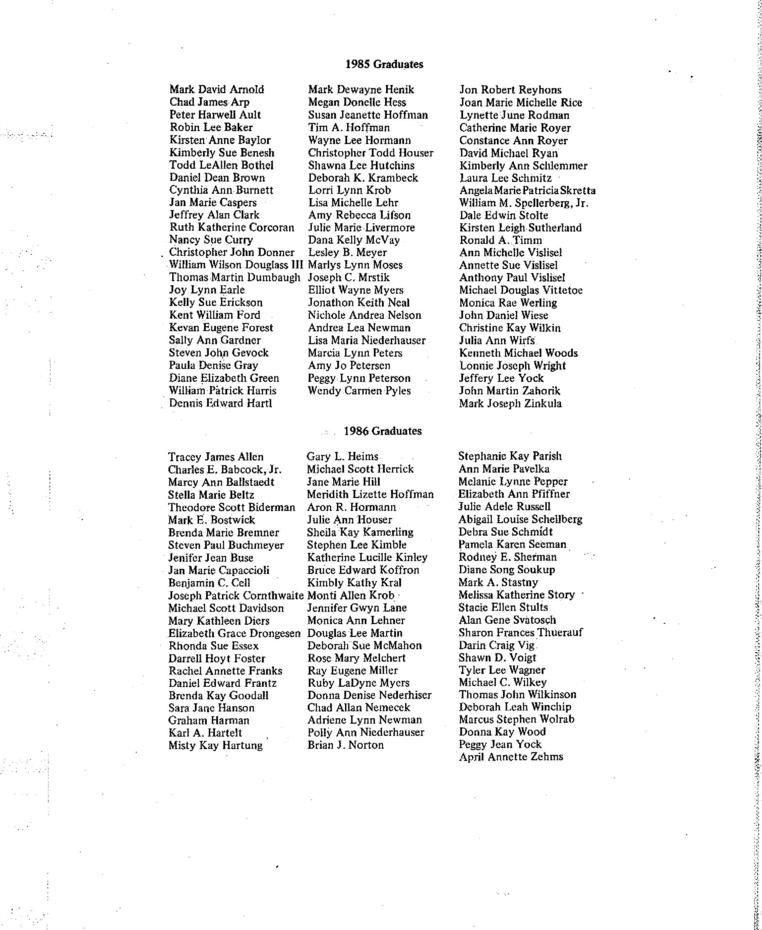 1985 Graduates
Mark David Arnold
Chad James Arp
Peter Harwell Ault
Robin Lee Baker
Kirsten Anne Baylor
Kimberly Sue Benesh
Todd LeAllen Bothel
Daniel Dean Brown
Cynthia Ann Burnett
Jan Marie Caspers
Jeffrey Alan Clark
Ruth Katherine Corcoran
Nancy Sue Curry
Christopher John Donner
William Wilson Douglass III
Thomas Martin Dumbaugh
Joy Lynn Earle
Kelly Sue Erickson
Kent William Ford
Kevan Eugene Forest
Sally Ann Gardner
Steven John Gevock
Paula Denise Gray
Diane Elizabeth Green
William Patrick Harris
Dennis Edward Hartl
Mark Dewayne Henik
Megan Donelle Hess
Susan Jeanette Hoffman
Tim A. Hoffman
Wayne Lee Hormann
Christopher Todd Houser
Shawna Lee Hutchins
Deborah K. Krambeck
Lorri Lynn Krob
Lisa Michelle Lehr
Amy Rebecca Lifson
Julie Marie Livermore
Dana Kelly McVay
Lesley B. Meyer
Marlys Lynn Moses
Joseph C. Mrstik
Elliot Wayne Myers
Jonathon Keith Neal
Nichole Andrea Nelson
Andrea Lea Newman
Lisa Maria Niederhauser
Marcia Lynn Peters
Amy Jo Petersen
Peggy Lynn Peterson
Wendy Carmen Pyles
Jon Robert Reyhons
Joan Marie Michelle Rice
Lynette June Rodman
Catherine Marie Royer
Constance Ann Royer
David Michael Ryan
Kimberly Ann Schlemmer
Laura Lee Schmitz
Angela Marie Patricia Skretta
William M. Spellerberg, Jr.
Dale Edwin Stolte
Kirsten Leigh Sutherland
Ronald A. Timm
Ann Michelle Vislisel
Annette Sue Vislisel
Anthony Paul Vislisel
Michael Douglas Vittetoe
Monica Rae Werling
John Daniel Wiese
Christine Kay Wilkin
Julia Ann Wirfs
Kenneth Michael Woods
Lonnie Joseph Wright
Jeffery Lee Yock
John Martin Zahorik
Mark Joseph Zinkula
1986 Graduates
Tracey James Allen
Charles E. Babcock, Jr.
Marcy Ann Ballstaedt
Stella Marie Beltz
Theodore Scott Biderman
Mark E. Bostwick
Brenda Marie Bremner
Steven Paul Buchmeyer
Jenifer Jean Buse
Jan Marie Capaccioli
Benjamin C. Cell
Joseph Patrick Cornthwaite
Michael Scott Davidson
Mary Kathleen Diers
Elizabeth Grace Drongesen
Rhonda Sue Essex
Darrell Hoyt Foster
Rachel Annette Franks
Daniel Edward Frantz
Brenda Kay Goodall
Sara Jane Hanson
Graham Harman
Karl A. Hartelt
Misty Kay Hartung
Gary L. Heims
Michael Scott Herrick
Jane Marie Hill
Meridith Lizette Hoffman
Aron R. Hormann
Julie Ann Houser
Sheila Kay Kamerling
Stephen Lee Kimble
Katherine Lucille Kinley
Bruce Edward Koffron
Kimbly Kathy Kral
Monti Allen Krob
Jennifer Gwyn Lane
Monica Ann Lehner
Douglas Lee Martin
Deborah Sue McMahon
Rose Mary Melchert
Ray Eugene Miller
Ruby LaDyne Myers
Donna Denise Nederhiser
Chad Allan Nemecek
Adriene Lynn Newman
Polly Ann Niederhauser
Brian J. Norton
Stephanie Kay Parish
Ann Marie Pavelka
Melanie Lynne Pepper
Elizabeth Ann Pfiffner
Julie Adele Russell
Abigail Louise Schellberg
Debra Sue Schmidt
Pamela Karen Seeman
Rodney E. Sherman
Diane Song Soukup
Mark A. Stastny
Melissa Katherine Story
Stacie Ellen Stults
Alan Gene Svatosch
Sharon Frances Thuerauf
Darin Craig Vig
Shawn D. Voigt
Tyler Lee Wagner
Michael C. Wilkey
Thomas John Wilkinson
Deborah Leah Winchip
Marcus Stephen Wolrab
Donna Kay Wood
Peggy Jean Yock
April Annette Zehms